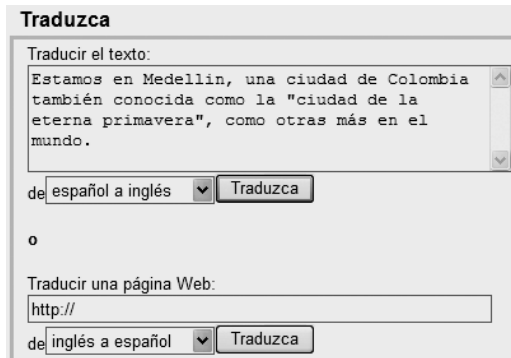 Traduzca
Traducir el texto:
Estamos en Medellin, una ciudad de Colombia
también conocida como la "ciudad de la
eterna primavera", como otras más en el
mundo.
de español a inglés Traduzca
o
Traducir una página Web:
http://
de inglés a español Traduzca